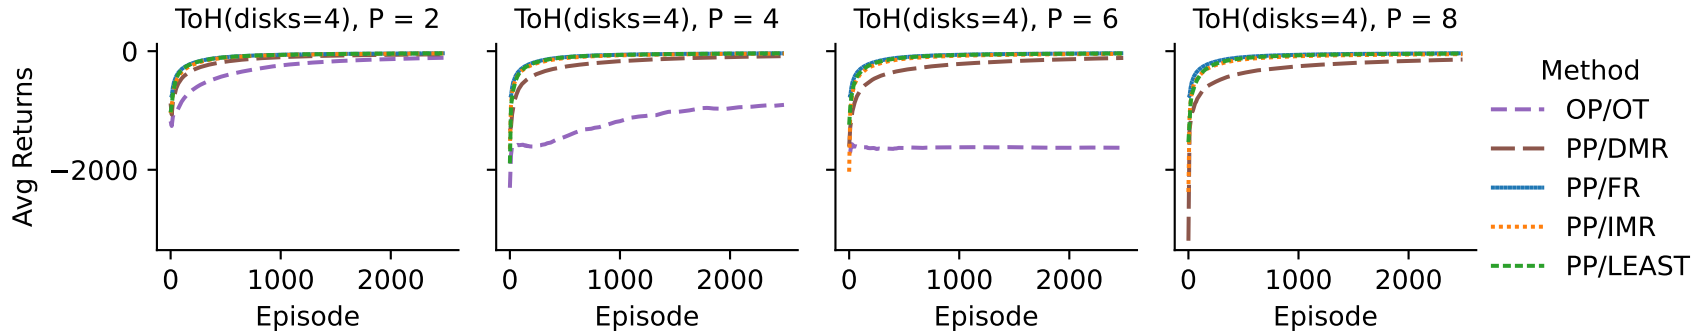 ToH(disks=4), P = 2
ToH(disks=4), P = 4
ToH(disks=4), P = 6
ToH(disks=4), P = 8
Avg Returns
0
−2000
0 1000 2000
0 1000 2000
0 1000 2000
0 1000 2000
Episode
Episode
Episode
Episode
Method
OP/OT
PP/DMR
PP/FR
PP/IMR
PP/LEAST